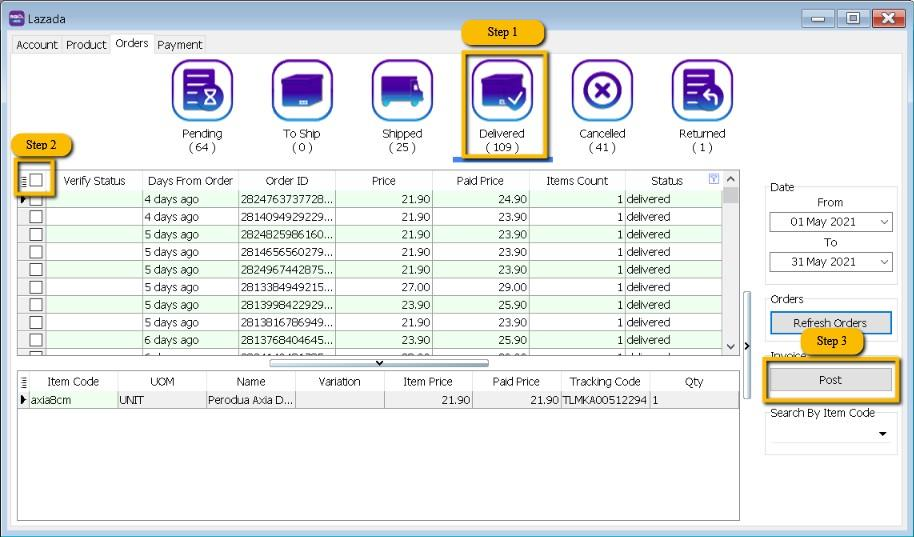 Lazada
Account Product Orders Payment
Step 1
Pending
( 64 )
To Ship
( 0 )
Shipped
( 25 )
Delivered
( 109 )
Cancelled
( 41 )
Returned
( 1 )
Step 2
Verify Status Days From Order Order ID Price Paid Price Items Count Status
4 days ago 2824763737728... 21.90 24.90 1 delivered
4 days ago 2814094929229... 21.90 23.90 1 delivered
5 days ago 2824825986160... 21.90 23.90 1 delivered
5 days ago 2814656560279... 21.90 23.90 1 delivered
5 days ago 2824967442875... 21.90 23.90 1 delivered
5 days ago 2813384949215... 27.00 29.00 1 delivered
5 days ago 2813998422929... 23.90 25.90 1 delivered
5 days ago 2813816786949... 21.90 23.90 1 delivered
6 days ago 2813768404645... 23.90 25.90 1 delivered
Date
From
01 May 2021
To
31 May 2021
Orders
Refresh Orders
Step 3
Invoice
Post
Search By Item Code
Item Code UOM Name Variation Item Price Paid Price Tracking Code Qty
axia8cm UNIT Perodua Axia D... 21.90 21.90 TLMKA00512294 1